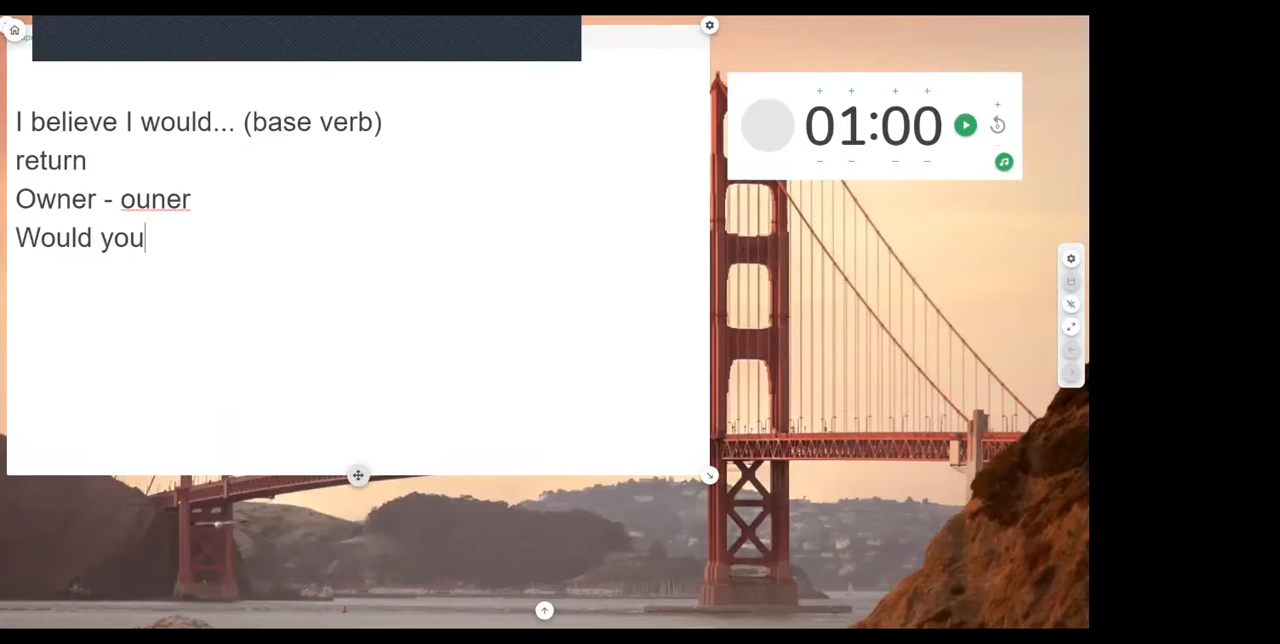 I believe I would... (base verb)
return
Owner - ouner
Would you
01:00